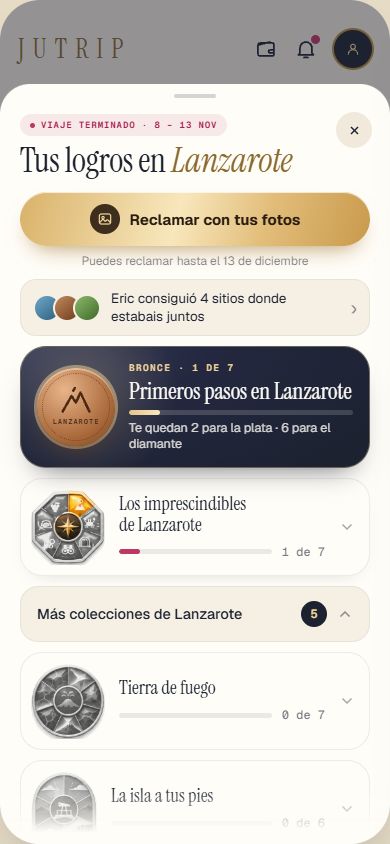 JUTRIP
VIAJE TERMINADO · 8 – 13 NOV
Tus logros en Lanzarote
Reclamar con tus fotos
Puedes reclamar hasta el 13 de diciembre
Eric consiguió 4 sitios donde
estabais juntos
BRONCE · 1 DE 7
Primeros pasos en Lanzarote
LANZAROTE
Te quedan 2 para la plata · 6 para el
diamante
Los imprescindibles
de Lanzarote
1 de 7
Más colecciones de Lanzarote
5
Tierra de fuego
0 de 7
La isla a tus pies
0 de 6